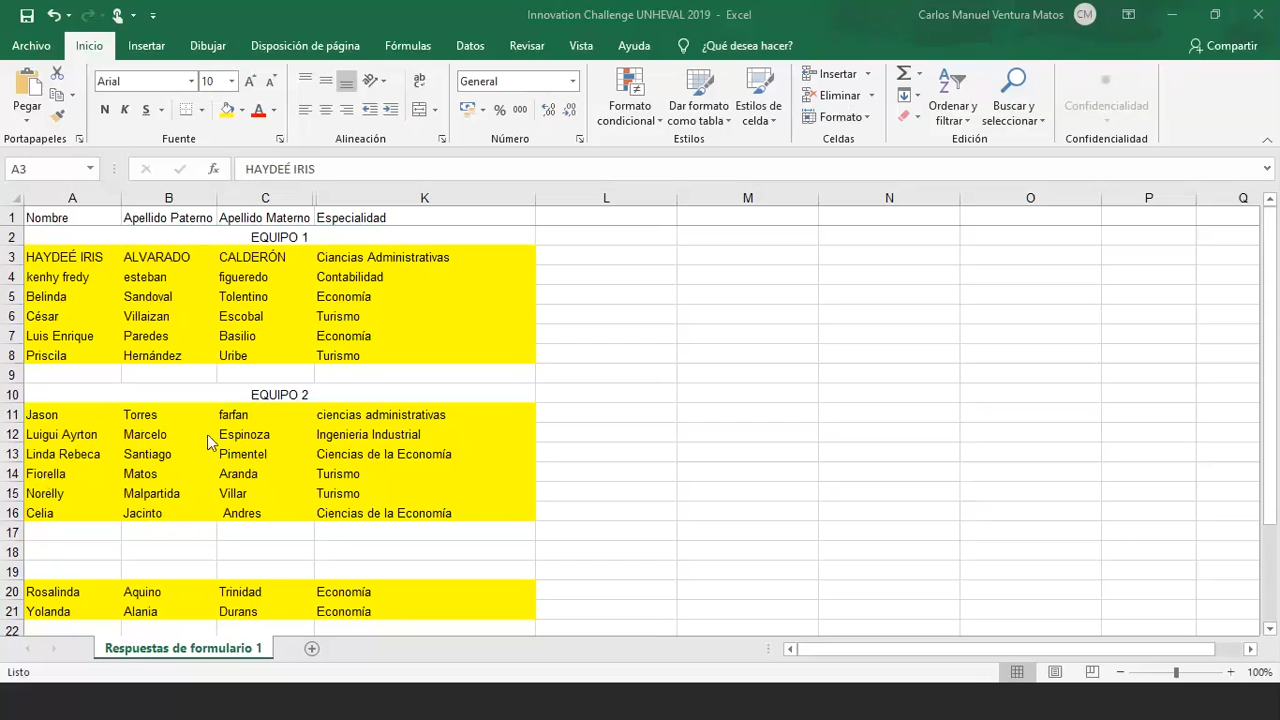 Innovation Challenge UNHEVAL 2019 - Excel
Carlos Manuel Ventura Matos CM
Archivo Inicio Insertar Dibujar Disposición de página Fórmulas Datos Revisar Vista Ayuda ¿Qué desea hacer? Compartir
Pegar
Arial 10
N K S
General
% 000
Formato condicional
Dar formato como tabla
Estilos de celda
Insertar
Eliminar
Formato
Ordenar y filtrar
Buscar y seleccionar
Confidencialidad
Portapapeles Fuente Alineación Número Estilos Celdas Edición Confidencialidad
A3 fx HAYDEÉ IRIS
A B C K L M N O P Q
1 Nombre Apellido Paterno Apellido Materno Especialidad
2 EQUIPO 1
3 HAYDEÉ IRIS ALVARADO CALDERÓN Ciancias Administrativas
4 kenhy fredy esteban figueredo Contabilidad
5 Belinda Sandoval Tolentino Economía
6 César Villaizan Escobal Turismo
7 Luis Enrique Paredes Basilio Economía
8 Priscila Hernández Uribe Turismo
9
10 EQUIPO 2
11 Jason Torres farfan ciencias administrativas
12 Luigui Ayrton Marcelo Espinoza Ingenieria Industrial
13 Linda Rebeca Santiago Pimentel Ciencias de la Economía
14 Fiorella Matos Aranda Turismo
15 Norelly Malpartida Villar Turismo
16 Celia Jacinto Andres Ciencias de la Economía
17
18
19
20 Rosalinda Aquino Trinidad Economía
21 Yolanda Alania Durans Economía
22
Respuestas de formulario 1
Listo 100%